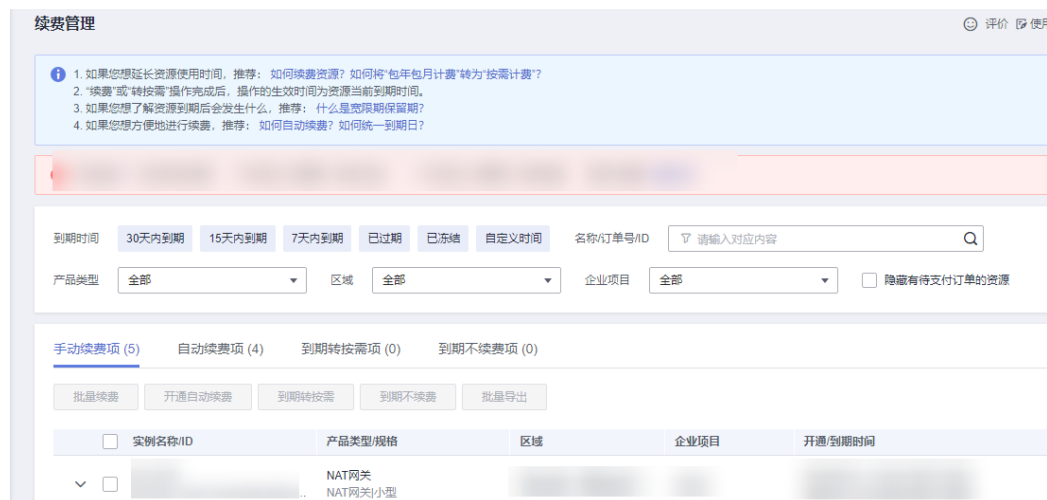 续费管理
评价 使用
1. 如果您想延长资源使用时间，推荐： 如何续费资源？如何将“包年包月计费”转为“按需计费”？
2. “续费”或“转按需”操作完成后，操作的生效时间为资源当前到期时间。
3. 如果您想了解资源到期后会发生什么，推荐： 什么是宽限期保留期？
4. 如果您想方便地进行续费，推荐： 如何自动续费？如何统一到期日？
到期时间 30天内到期 15天内到期 7天内到期 已过期 已冻结 自定义时间 名称/订单号/ID 请输入对应内容
产品类型 全部 区域 全部 企业项目 全部 隐藏有待支付订单的资源
手动续费项 (5) 自动续费项 (4) 到期转按需项 (0) 到期不续费项 (0)
批量续费 开通自动续费 到期转按需 到期不续费 批量导出
实例名称/ID 产品类型/规格 区域 企业项目 开通/到期时间
NAT网关
NAT网关|小型